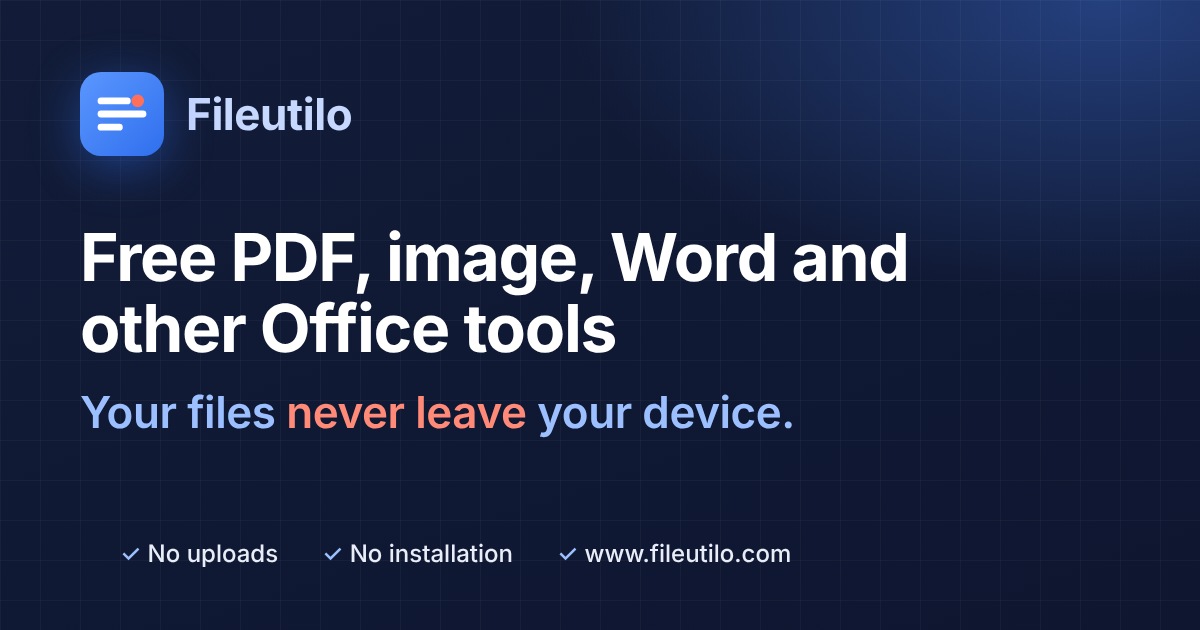 Fileutilo
Free PDF, image, Word and
other Office tools
Your files never leave your device.
✓ No uploads ✓ No installation ✓ www.fileutilo.com